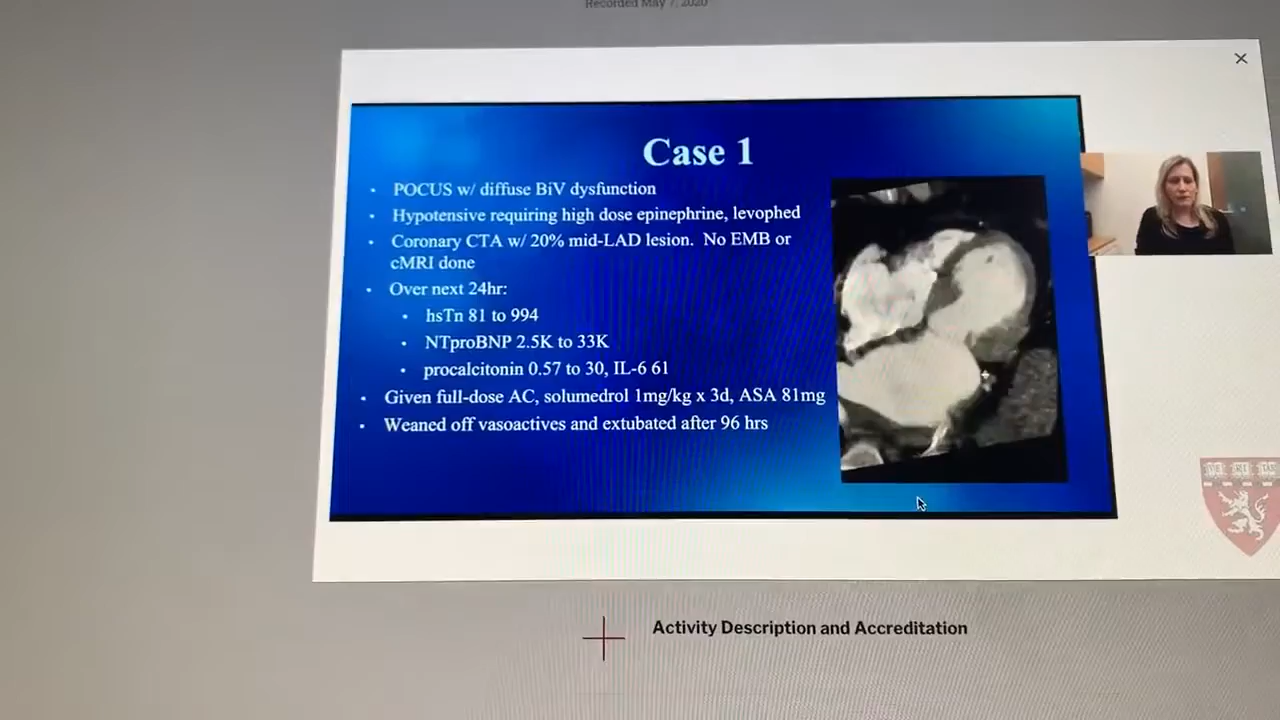 Recorded May 7, 2020
Case 1
• POCUS w/ diffuse BiV dysfunction
• Hypotensive requiring high dose epinephrine, levophed
• Coronary CTA w/ 20% mid-LAD lesion. No EMB or
cMRI done
• Over next 24hr:
• hsTn 81 to 994
• NTproBNP 2.5K to 33K
• procalcitonin 0.57 to 30, IL-6 61
• Given full-dose AC, solumedrol 1mg/kg x 3d, ASA 81mg
• Weaned off vasoactives and extubated after 96 hrs
Activity Description and Accreditation